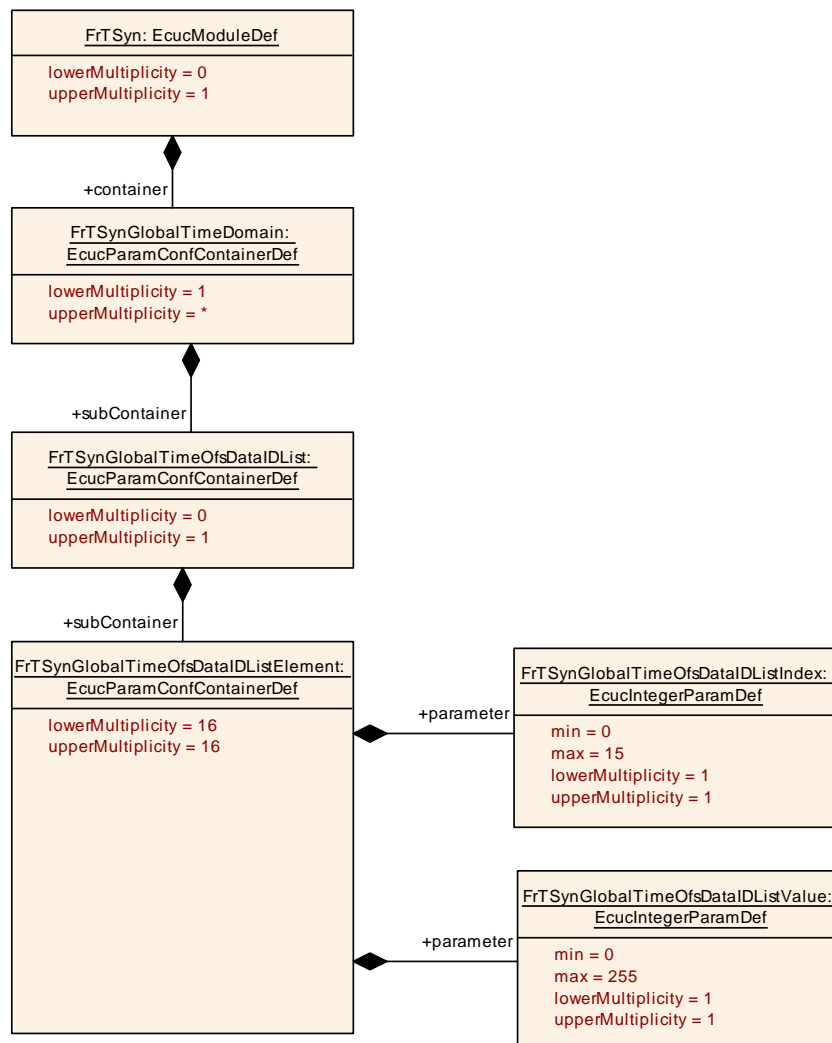 FrTSyn: EcucModuleDef
lowerMultiplicity = 0
upperMultiplicity = 1
+container
FrTSynGlobalTimeDomain:
EcucParamConfContainerDef
lowerMultiplicity = 1
upperMultiplicity = *
+subContainer
FrTSynGlobalTimeOfsDataIDList:
EcucParamConfContainerDef
lowerMultiplicity = 0
upperMultiplicity = 1
+subContainer
FrTSynGlobalTimeOfsDataIDListElement:
EcucParamConfContainerDef
lowerMultiplicity = 16
upperMultiplicity = 16
+parameter
FrTSynGlobalTimeOfsDataIDListIndex:
EcucIntegerParamDef
min = 0
max = 15
lowerMultiplicity = 1
upperMultiplicity = 1
+parameter
FrTSynGlobalTimeOfsDataIDListValue:
EcucIntegerParamDef
min = 0
max = 255
lowerMultiplicity = 1
upperMultiplicity = 1